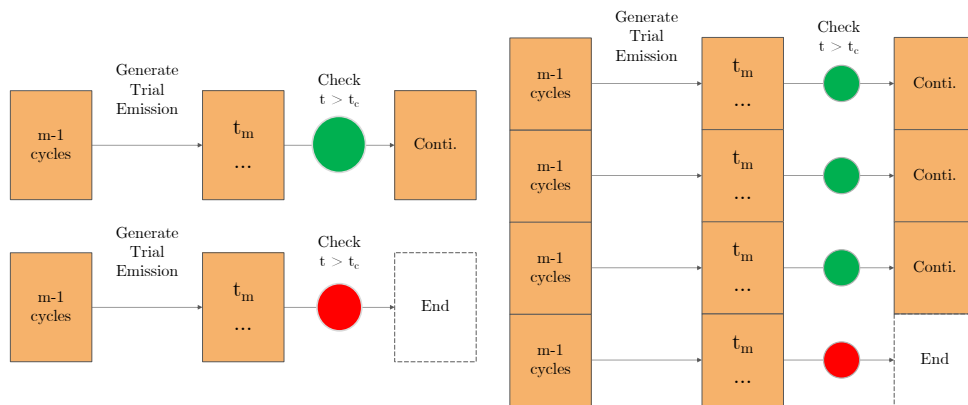 Generate
Trial
Emission
Check
t > t_c
m-1
cycles
t_m
...
Conti.
Generate
Trial
Emission
Check
t > t_c
m-1
cycles
t_m
...
End
Generate
Trial
Emission
Check
t > t_c
m-1
cycles
t_m
...
Conti.
m-1
cycles
t_m
...
Conti.
m-1
cycles
t_m
...
Conti.
m-1
cycles
t_m
...
End